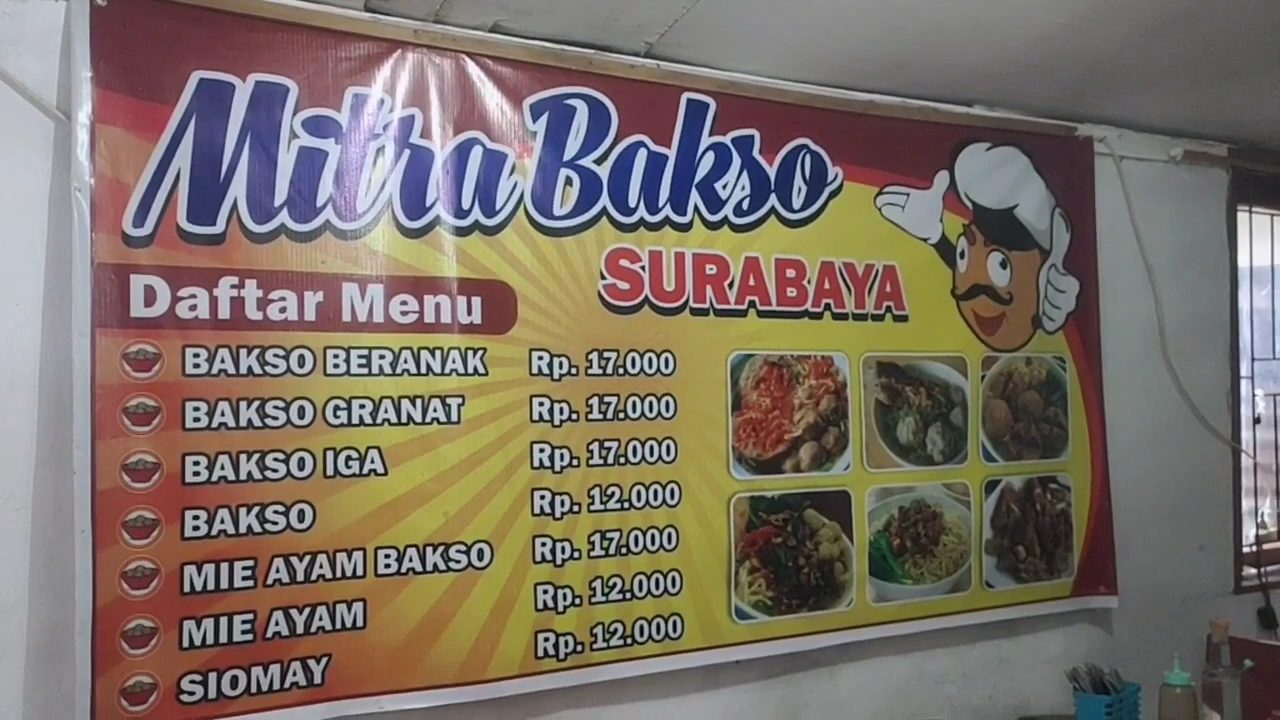 Mitra Bakso
SURABAYA
Daftar Menu
BAKSO BERANAK Rp. 17.000
BAKSO GRANAT Rp. 17.000
BAKSO IGA Rp. 17.000
BAKSO Rp. 12.000
MIE AYAM BAKSO Rp. 17.000
MIE AYAM Rp. 12.000
SIOMAY Rp. 12.000